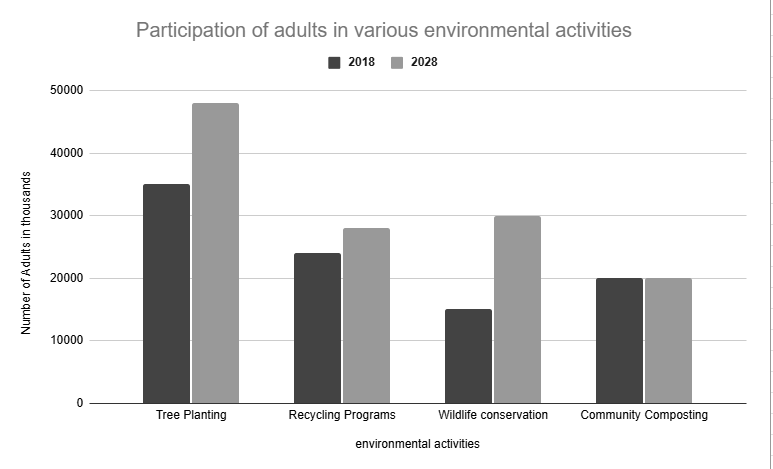 Participation of adults in various environmental activities
2018 2028
50000
40000
30000
20000
10000
0
Number of Adults in thousands
Tree Planting Recycling Programs Wildlife conservation Community Composting
environmental activities